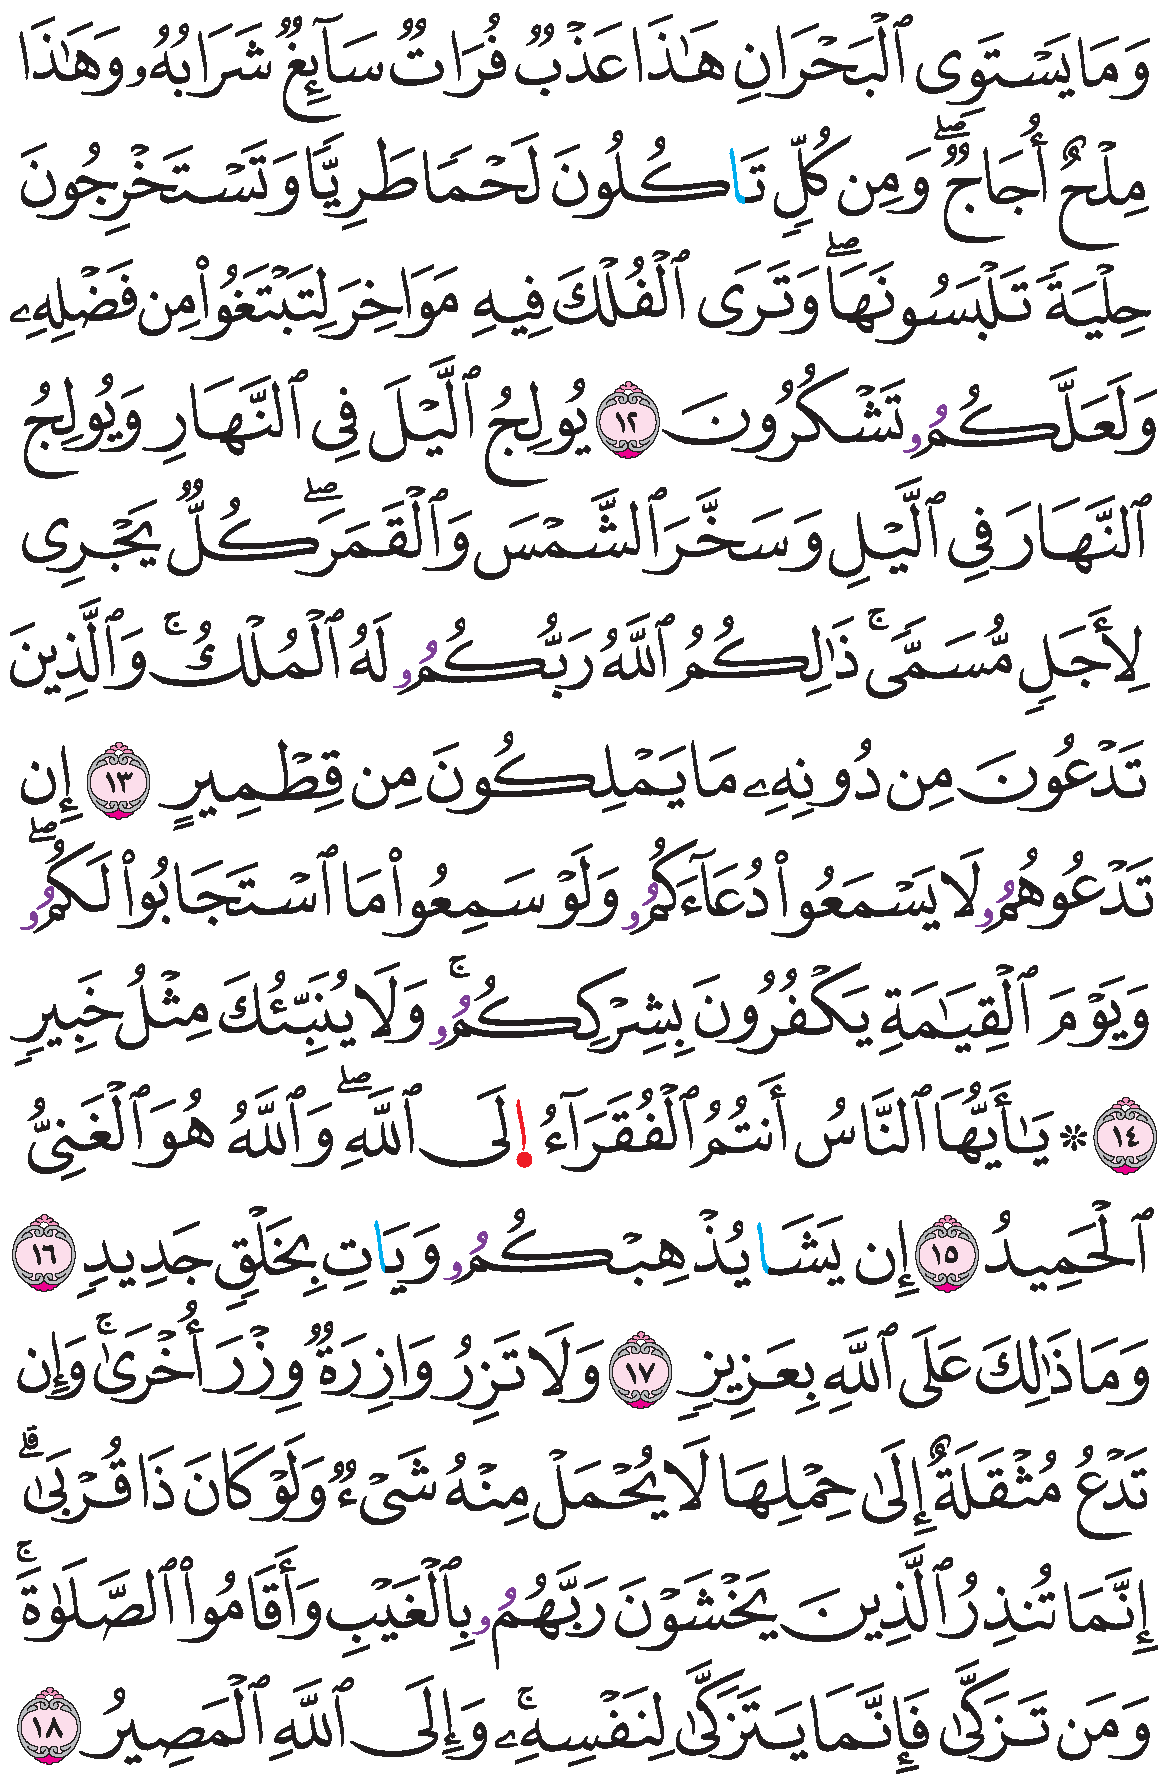 وَمَا يَسْتَوِى ٱلْبَحْرَانِ هَٰذَا عَذْبٌ فُرَاتٌ سَآئِغٌ شَرَابُهُۥ وَهَٰذَا
مِلْحٌ أُجَاجٌ ۖ وَمِن كُلٍّ تَاكُلُونَ لَحْمًا طَرِيًّا وَتَسْتَخْرِجُونَ
حِلْيَةً تَلْبَسُونَهَا ۖ وَتَرَى ٱلْفُلْكَ فِيهِ مَوَاخِرَ لِتَبْتَغُوا۟ مِن فَضْلِهِۦ
وَلَعَلَّكُمُۥ تَشْكُرُونَ ١٢ يُولِجُ ٱلَّيْلَ فِى ٱلنَّهَارِ وَيُولِجُ
ٱلنَّهَارَ فِى ٱلَّيْلِ وَسَخَّرَ ٱلشَّمْسَ وَٱلْقَمَرَ ۖ كُلٌّ يَجْرِى
لِأَجَلٍ مُّسَمًّى ۚ ذَٰلِكُمُ ٱللَّهُ رَبُّكُمُۥ لَهُ ٱلْمُلْكُ ۚ وَٱلَّذِينَ
تَدْعُونَ مِن دُونِهِۦ مَا يَمْلِكُونَ مِن قِطْمِيرٍ ١٣ إِن
تَدْعُوهُمُۥ لَا يَسْمَعُوا۟ دُعَآءَكُمُۥ وَلَوْ سَمِعُوا۟ مَا ٱسْتَجَابُوا۟ لَكُمُۥ ۖ
وَيَوْمَ ٱلْقِيَٰمَةِ يَكْفُرُونَ بِشِرْكِكُمُۥ ۚ وَلَا يُنَبِّئُكَ مِثْلُ خَبِيرٍ
١٤ ۞ يَٰأَيُّهَا ٱلنَّاسُ أَنتُمُ ٱلْفُقَرَآءُ اِلَى ٱللَّهِ ۖ وَٱللَّهُ هُوَ ٱلْغَنِىُّ
ٱلْحَمِيدُ ١٥ إِن يَشَا يُذْهِبْكُمُۥ وَيَاتِ بِخَلْقٍ جَدِيدٍ ١٦
وَمَا ذَٰلِكَ عَلَى ٱللَّهِ بِعَزِيزٍ ١٧ وَلَا تَزِرُ وَازِرَةٌ وِزْرَ أُخْرَىٰ ۚ وَإِن
تَدْعُ مُثْقَلَةٌ إِلَىٰ حِمْلِهَا لَا يُحْمَلْ مِنْهُ شَىْءٌ وَلَوْ كَانَ ذَا قُرْبَىٰ ۗ
إِنَّمَا تُنذِرُ ٱلَّذِينَ يَخْشَوْنَ رَبَّهُمُۥ بِٱلْغَيْبِ وَأَقَامُوا۟ ٱلصَّلَوٰةَ ۚ
وَمَن تَزَكَّىٰ فَإِنَّمَا يَتَزَكَّىٰ لِنَفْسِهِۦ ۚ وَإِلَى ٱللَّهِ ٱلْمَصِيرُ ١٨